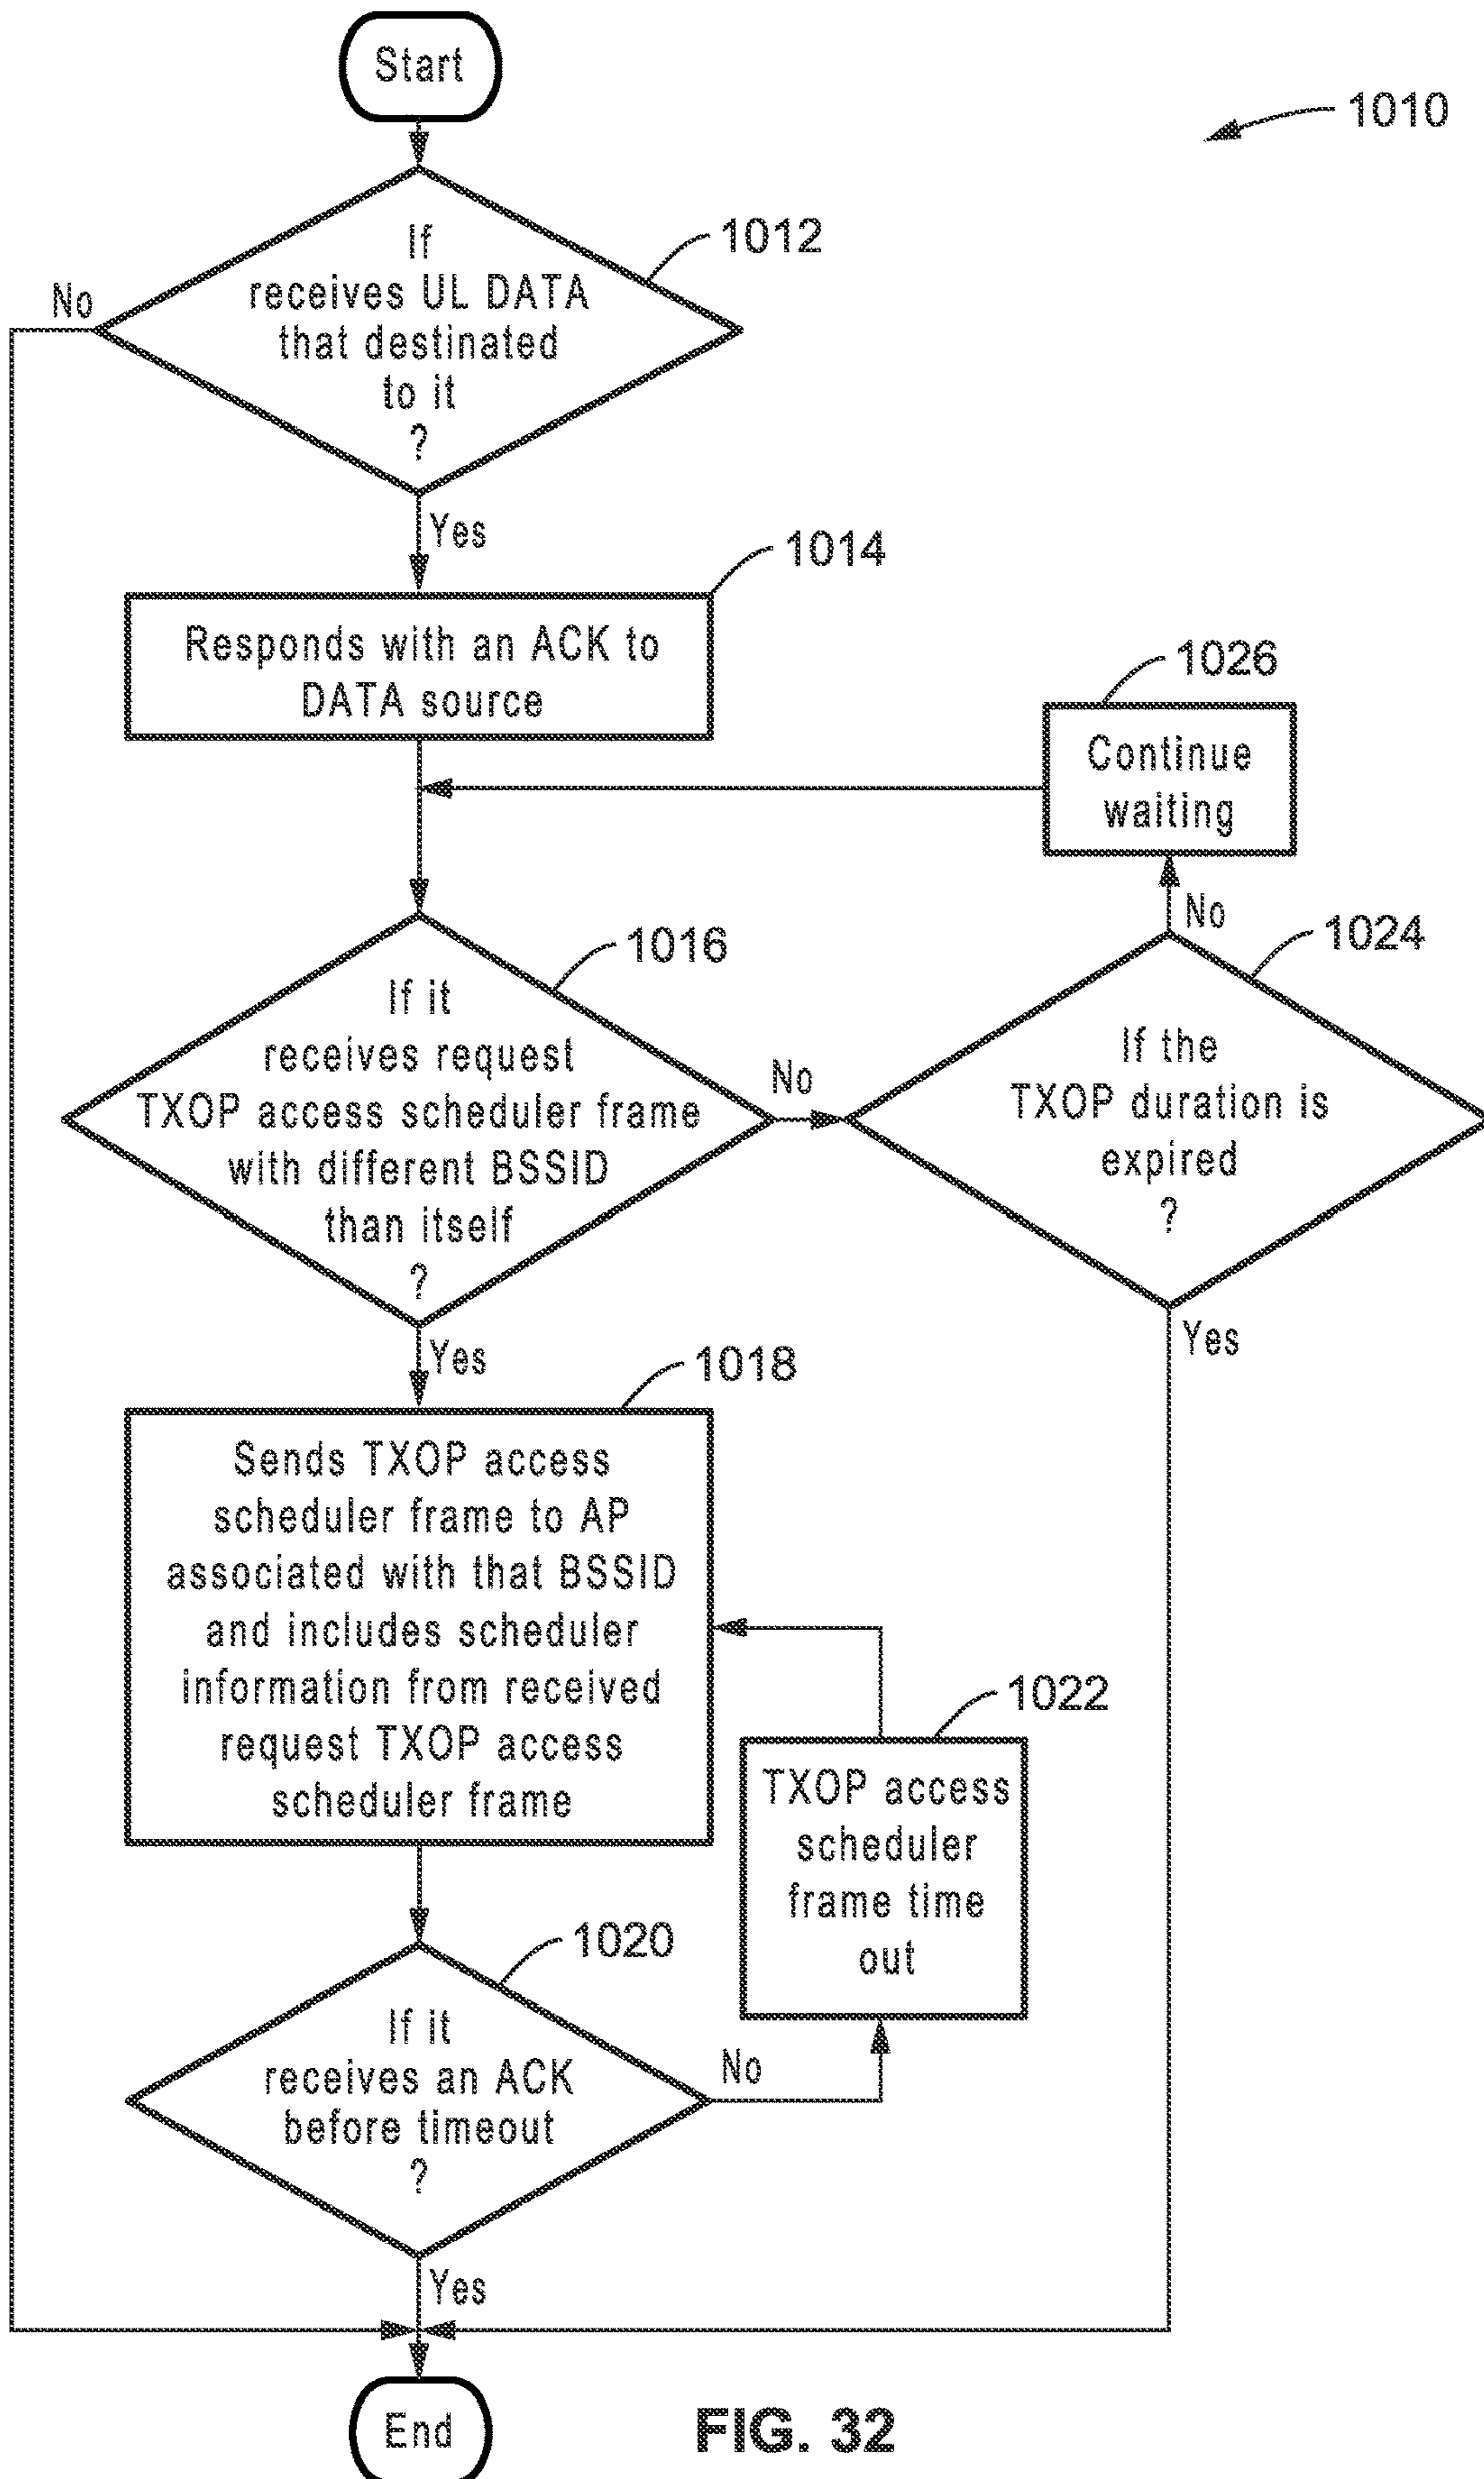 Start
1010
1012
If
receives UL DATA
that destinated
to it
?
No
Yes
1014
Responds with an ACK to
DATA source
1026
Continue
waiting
No
1016
1024
If it
receives request
TXOP access scheduler frame
with different BSSID
than itself
?
No
If the
TXOP duration is
expired
?
Yes
Yes
1018
Sends TXOP access
scheduler frame to AP
associated with that BSSID
and includes scheduler
information from received
request TXOP access
scheduler frame
1022
TXOP access
scheduler
frame time
out
1020
If it
receives an ACK
before timeout
?
No
Yes
End
FIG. 32